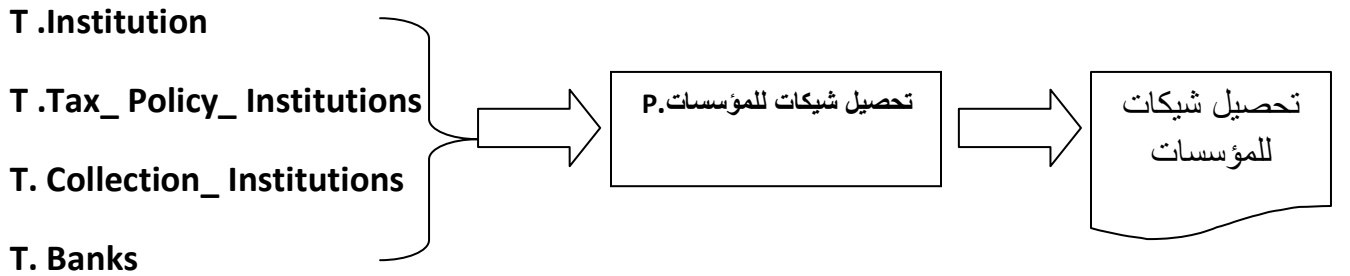 T .Institution
T .Tax_ Policy_ Institutions
T. Collection_ Institutions
T. Banks
P.تحصيل شيكات للمؤسسات
تحصيل شيكات
للمؤسسات